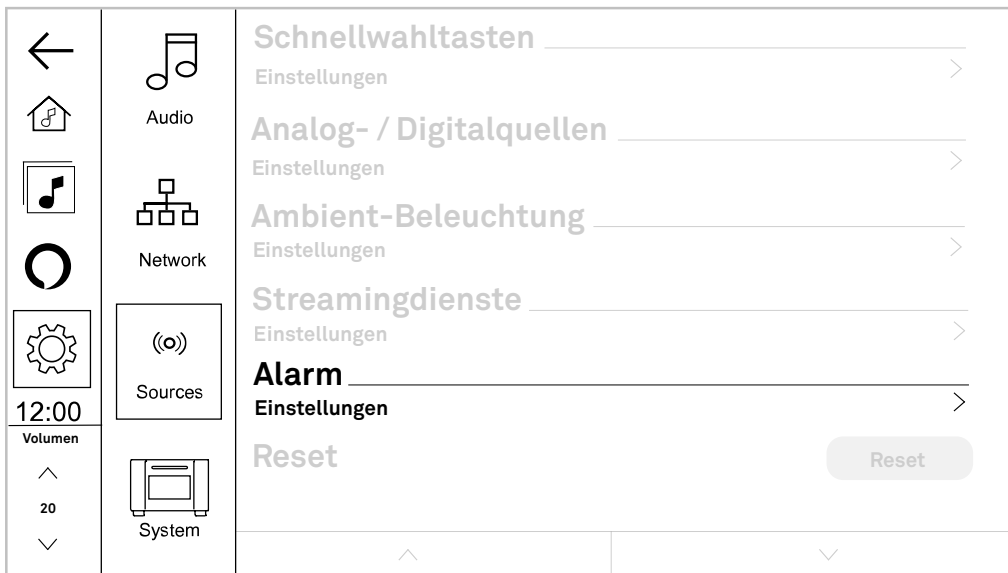 12:00
Volumen
20
Audio
Network
Sources
System
Schnellwahltasten
Einstellungen
Analog- / Digitalquellen
Einstellungen
Ambient-Beleuchtung
Einstellungen
Streamingdienste
Einstellungen
Alarm
Einstellungen
Reset
Reset